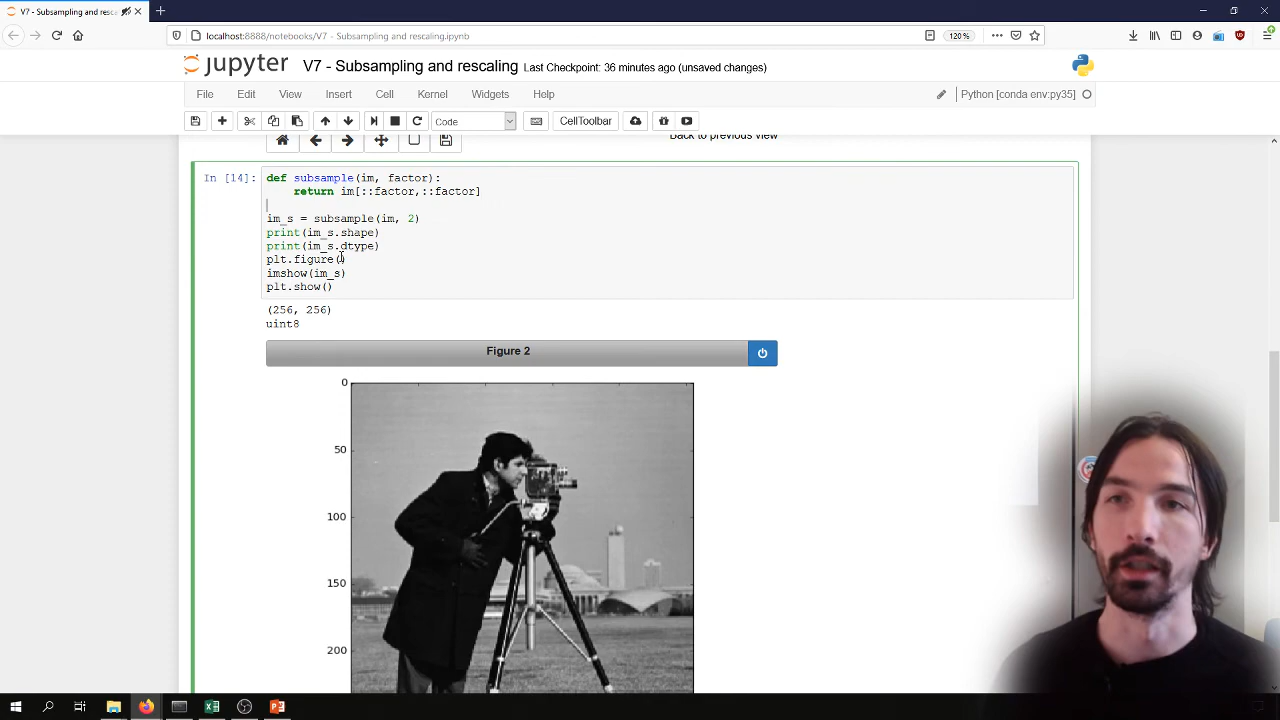 V7 - Subsampling and resca
localhost:8888/notebooks/V7 - Subsampling and rescaling.ipynb
120%
jupyter V7 - Subsampling and rescaling Last Checkpoint: 36 minutes ago (unsaved changes)
File Edit View Insert Cell Kernel Widgets Help
Python [conda env:py35]
Code
CellToolbar
Back to previous view
In [14]:
def subsample(im, factor):
    return im[::factor,::factor]
im_s = subsample(im, 2)
print(im_s.shape)
print(im_s.dtype)
plt.figure()
imshow(im_s)
plt.show()
(256, 256)
uint8
Figure 2
0
50
100
150
200